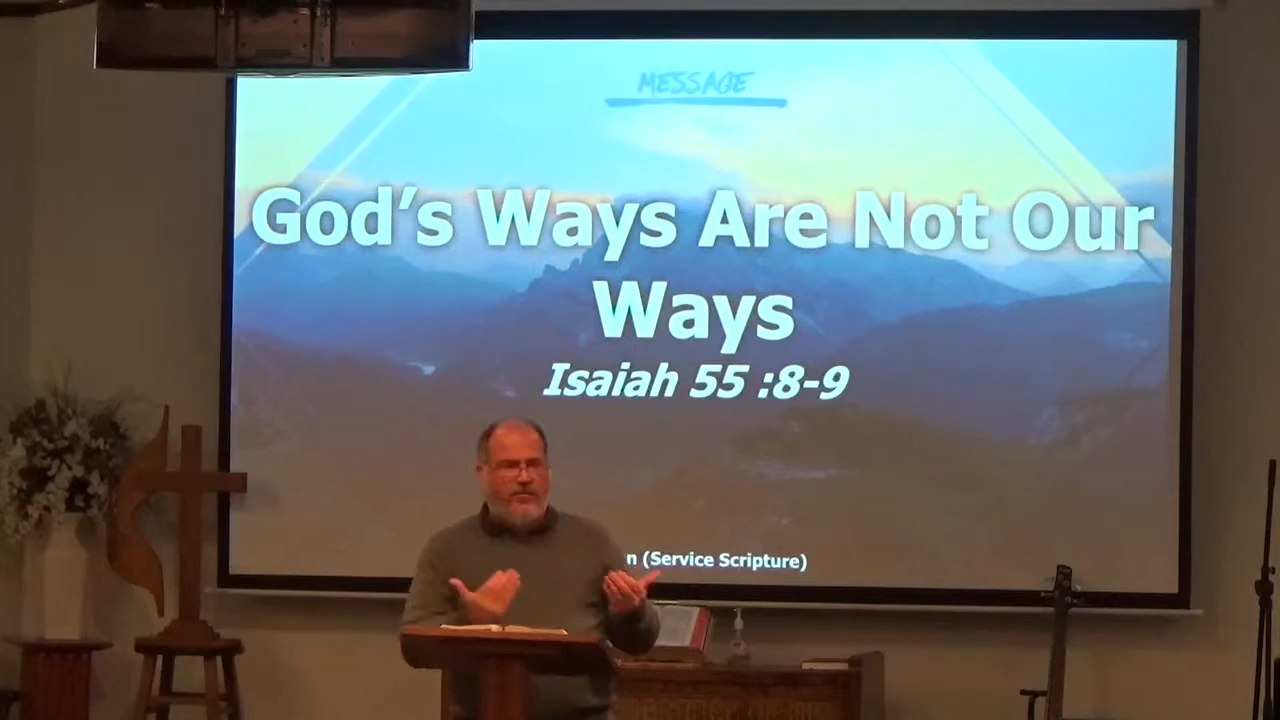 MESSAGE
God's Ways Are Not Our
Ways
Isaiah 55 :8-9
n (Service Scripture)